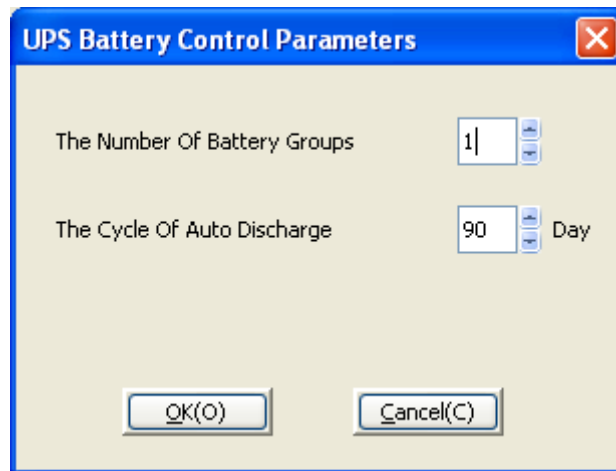 UPS Battery Control Parameters
The Number Of Battery Groups 1
The Cycle Of Auto Discharge 90 Day
OK(O) Cancel(C)